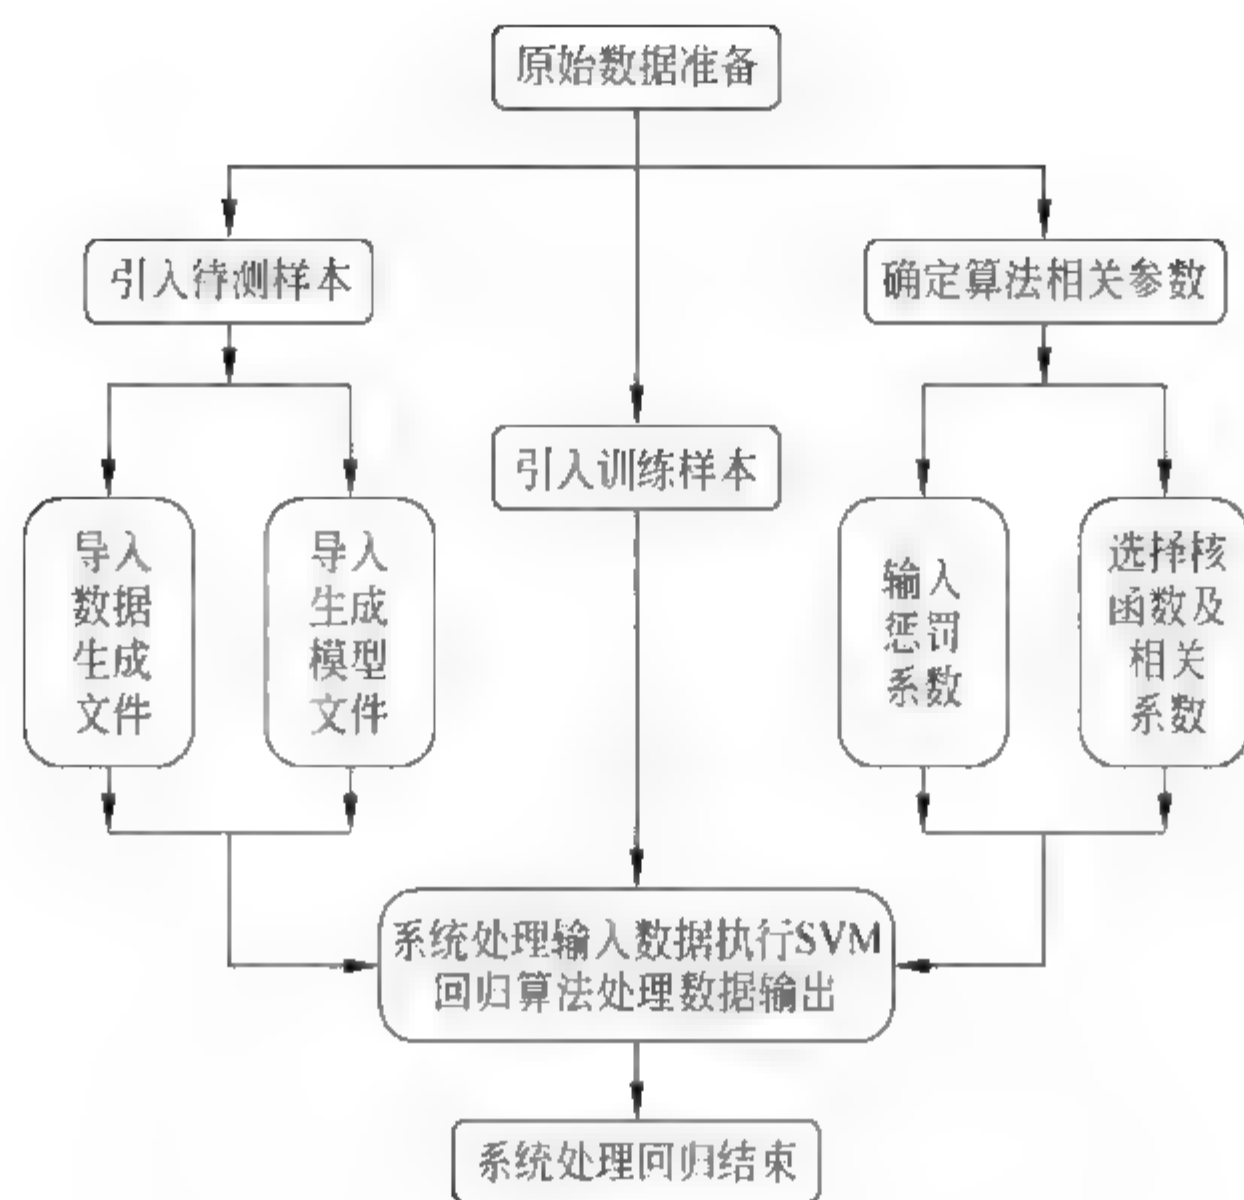 原始数据准备
引入待测样本
确定算法相关参数
引入训练样本
导入
数据
生成
文件
导入
生成
模型
文件
输入
惩罚
系数
选择核
函数及
相关
系数
系统处理输入数据执行SVM
回归算法处理数据输出
系统处理回归结束